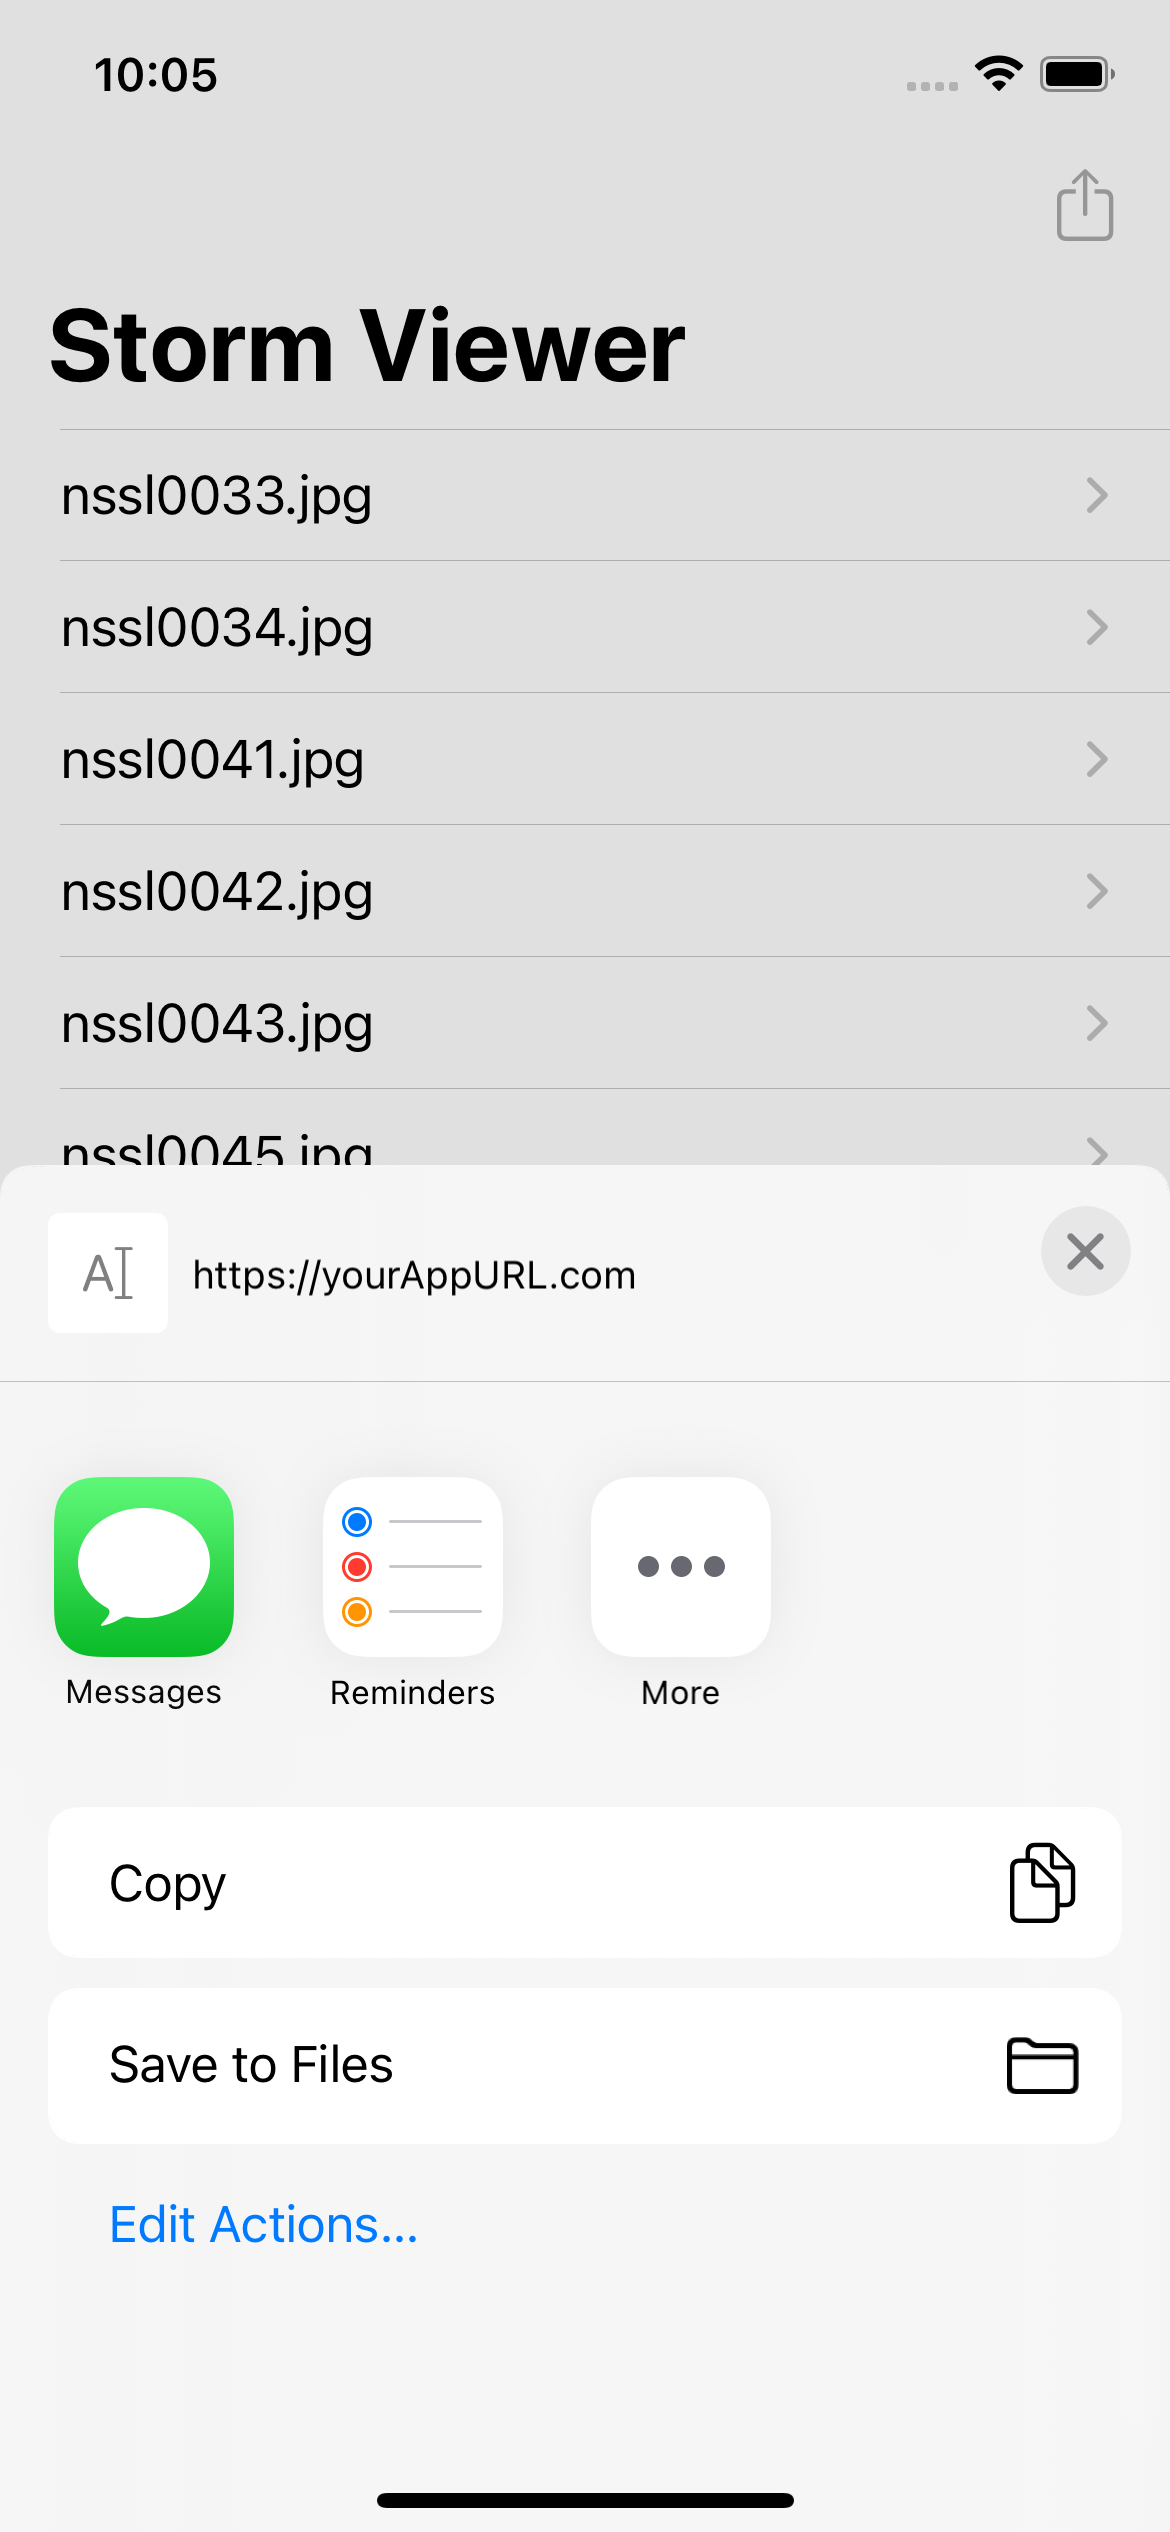 10:05
Storm Viewer
nssl0033.jpg
nssl0034.jpg
nssl0041.jpg
nssl0042.jpg
nssl0043.jpg
nssl0045.jpg
https://yourAppURL.com
Messages
Reminders
More
Copy
Save to Files
Edit Actions...